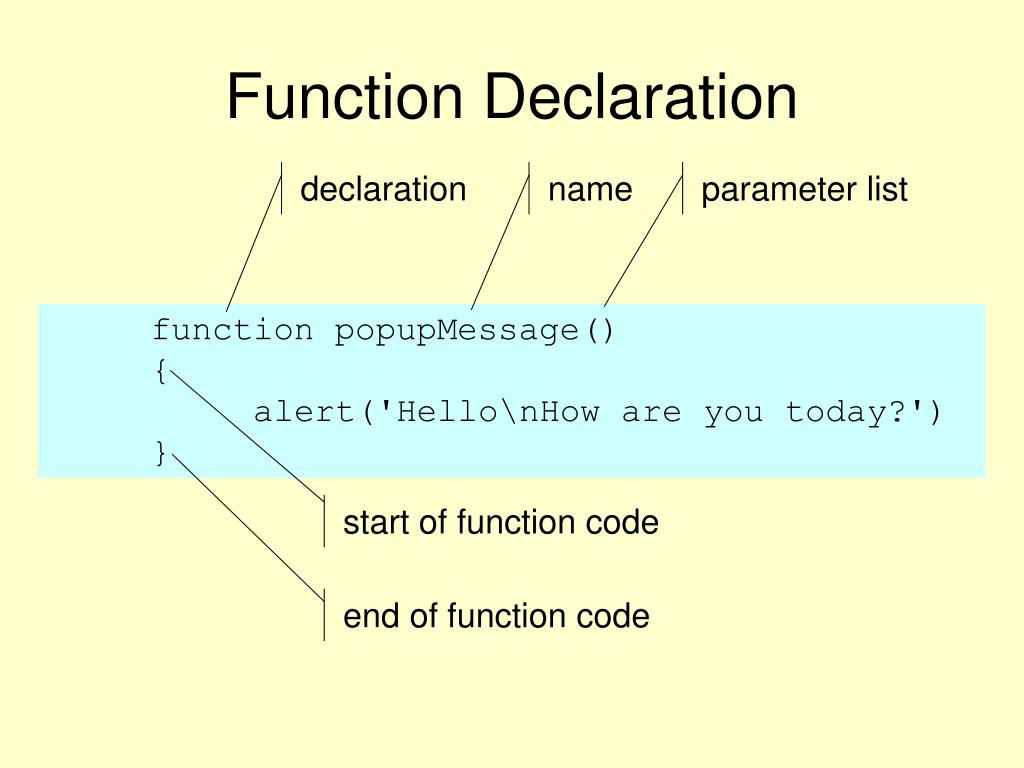 Function Declaration
declaration name parameter list
function popupMessage()
{
alert('Hello\nHow are you today?')
}
start of function code
end of function code